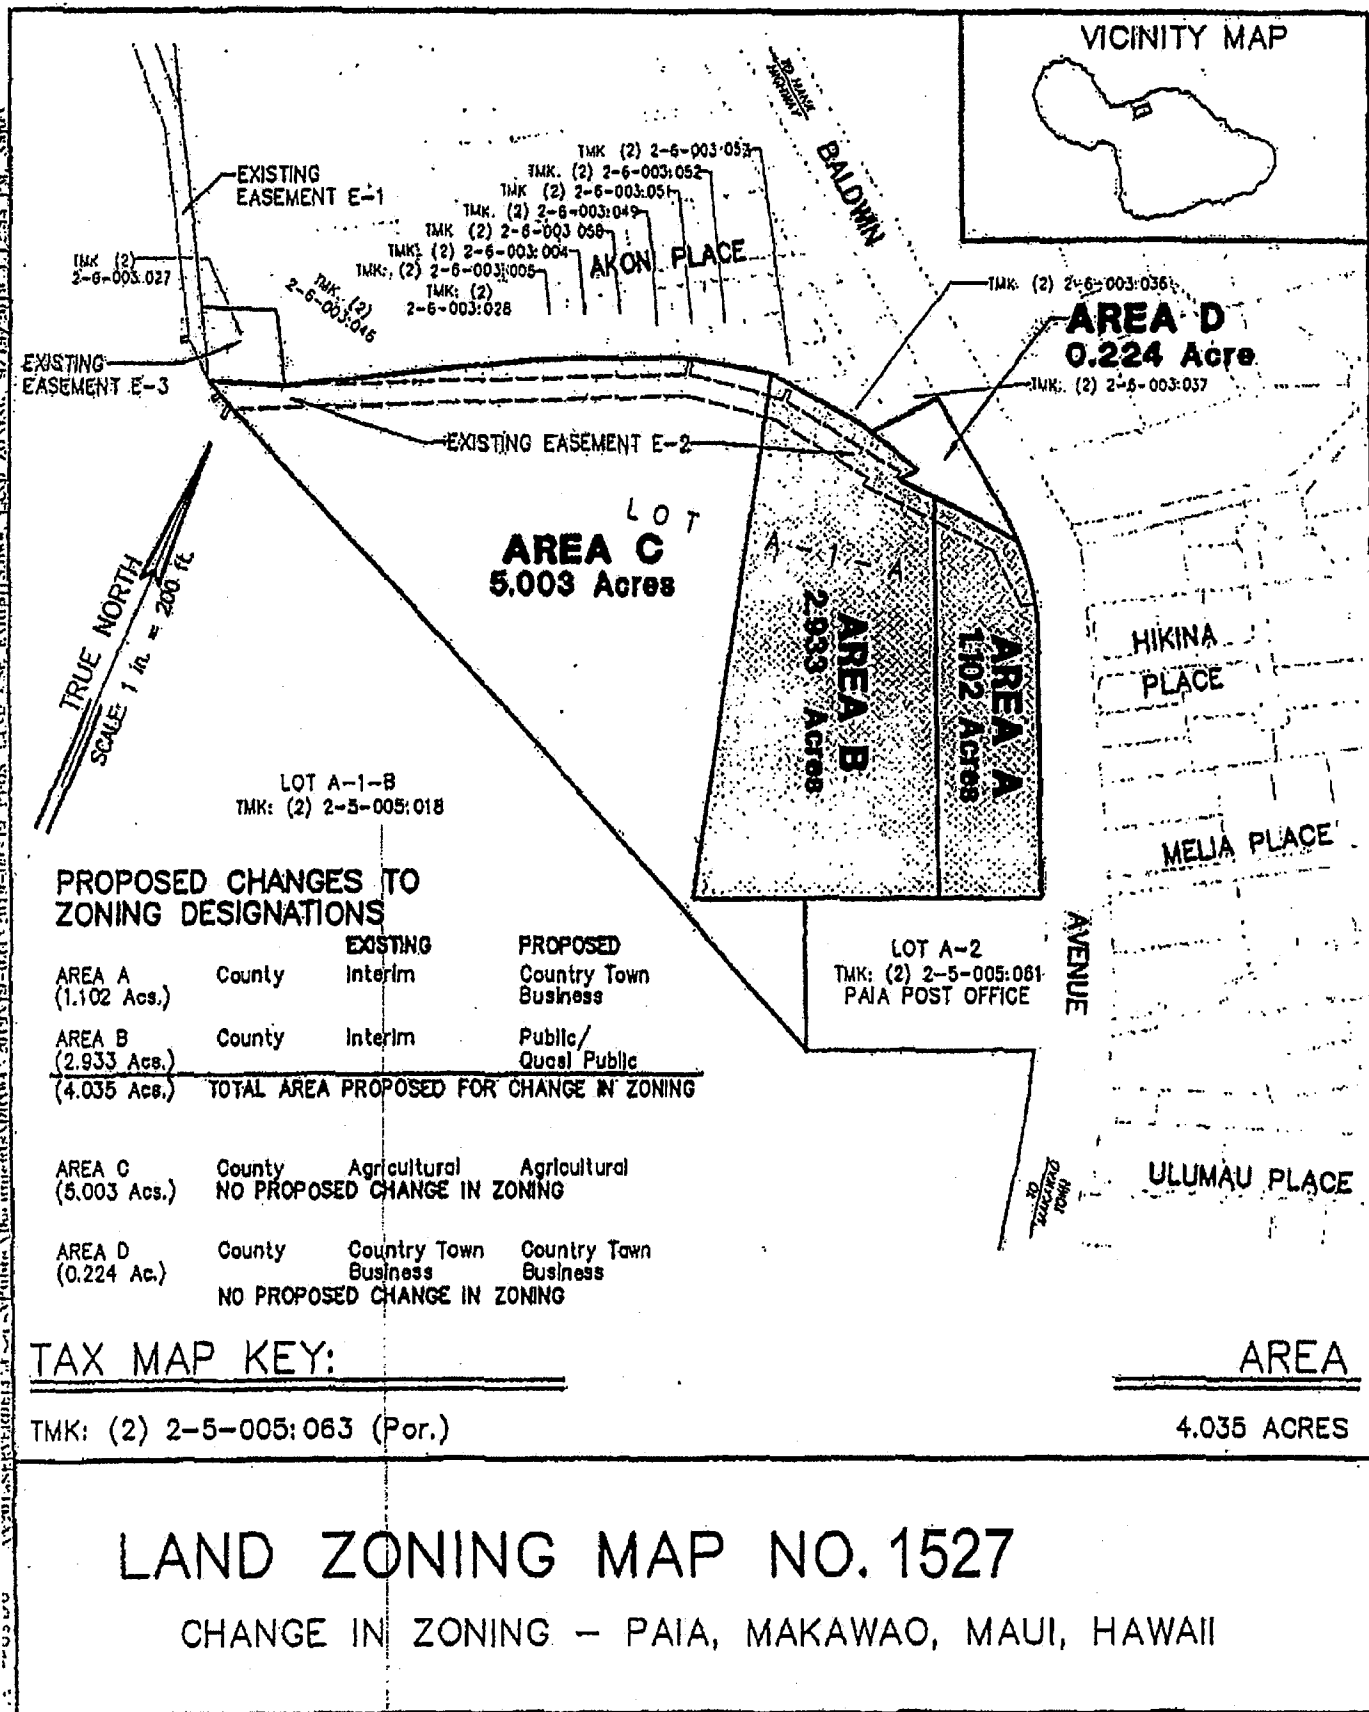 VICINITY MAP
TO HANA
HIGHWAY
BALDWIN
TMK (2) 2-6-003:053
TMK. (2) 2-6-003:052
TMK (2) 2-6-003:051
TMK. (2) 2-6-003:049
TMK (2) 2-6-003 058
TMK: (2) 2-6-003:004
TMK: (2) 2-6-003:005
TMK: (2)
2-6-003:028
AKON PLACE
EXISTING
EASEMENT E-1
TMK (2)
2-6-003:027
TMK: (2)
2-6-003:046
TMK: (2) 2-6-003:036
AREA D
0.224 Acre
TMK: (2) 2-6-003:037
EXISTING
EASEMENT E-3
EXISTING EASEMENT E-2
LOT
A-1-A
AREA C
5.003 Acres
AREA B
2.933 Acres
AREA A
1.102 Acres
TRUE NORTH
SCALE: 1 in. = 200 ft.
HIKINA
PLACE
MELIA PLACE
LOT A-1-B
TMK: (2) 2-5-005:018
LOT A-2
TMK: (2) 2-5-005:061
PAIA POST OFFICE
AVENUE
TO
MAKAWAO
TOWN
ULUMAU PLACE
PROPOSED CHANGES TO
ZONING DESIGNATIONS
EXISTING PROPOSED
AREA A County Interim Country Town
(1.102 Acs.) Business
AREA B County Interim Public/
(2.933 Acs.) Quasi Public
(4.035 Acs.) TOTAL AREA PROPOSED FOR CHANGE IN ZONING
AREA C County Agricultural Agricultural
(5.003 Acs.) NO PROPOSED CHANGE IN ZONING
AREA D County Country Town Country Town
(0.224 Ac.) Business Business
NO PROPOSED CHANGE IN ZONING
TAX MAP KEY: AREA
TMK: (2) 2-5-005:063 (Por.) 4.035 ACRES
LAND ZONING MAP NO. 1527
CHANGE IN ZONING - PAIA, MAKAWAO, MAUI, HAWAII